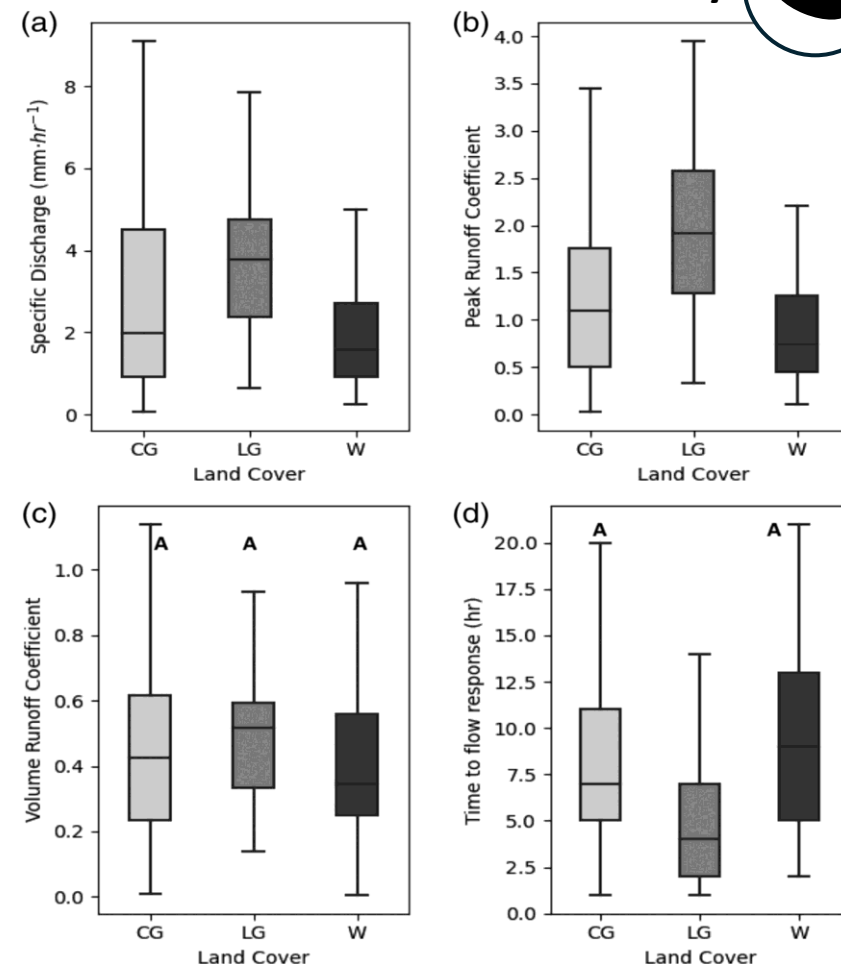 (a)
Specific Discharge (mm·hr⁻¹)
8
6
4
2
0
CG LG W
Land Cover
(b)
Peak Runoff Coefficient
4.0
3.5
3.0
2.5
2.0
1.5
1.0
0.5
0.0
CG LG W
Land Cover
(c)
Volume Runoff Coefficient
A A A
1.0
0.8
0.6
0.4
0.2
0.0
CG LG W
Land Cover
(d)
Time to flow response (hr)
A A
20.0
17.5
15.0
12.5
10.0
7.5
5.0
2.5
0.0
CG LG W
Land Cover